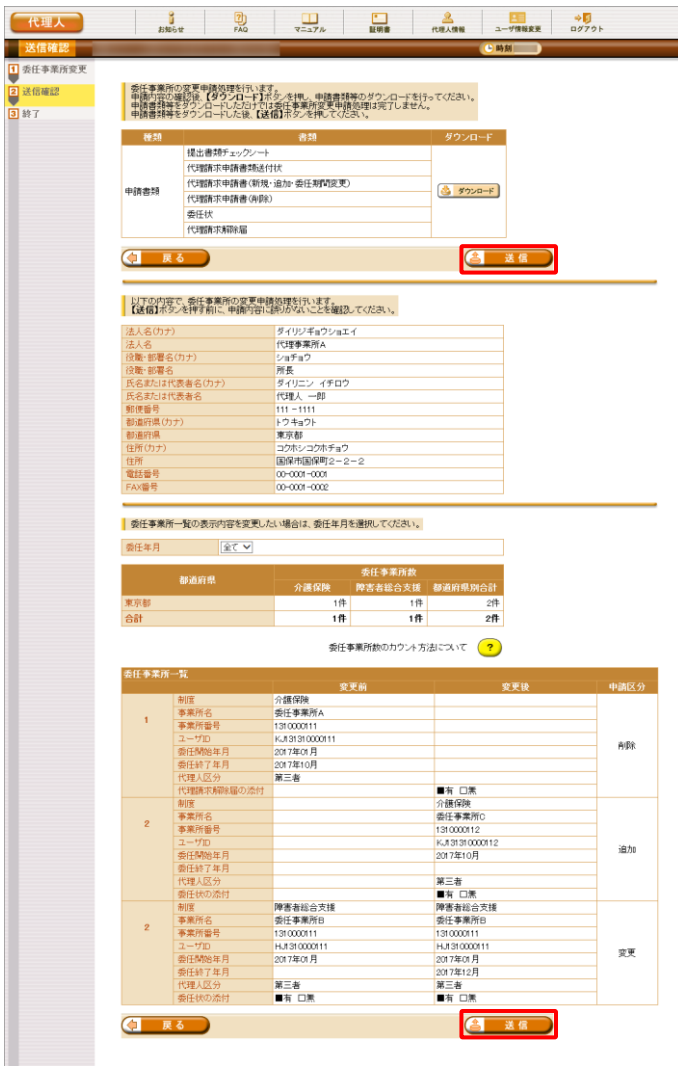 代理人
お知らせ
FAQ
マニュアル
証明書
代理人情報
ユーザ情報変更
ログアウト
送信確認
時刻
1 委任事業所変更
2 送信確認
3 終了
委任事業所の変更申請処理を行います。
申請内容の確認後、【ダウンロード】ボタンを押し、申請書類等のダウンロードを行ってください。
申請書類等をダウンロードしただけでは委任事業所変更申請処理は完了しません。
申請書類等をダウンロードした後、【送信】ボタンを押してください。
種類 書類 ダウンロード
提出書類チェックシート
代理請求申請書類送付状
申請書類 代理請求申請書(新規・追加・委任期間変更) ダウンロード
代理請求申請書(削除)
委任状
代理請求解除届
戻る 送信
以下の内容で、委任事業所の変更申請処理を行います。
【送信】ボタンを押す前に、申請内容に誤りがないことを確認してください。
法人名(カナ) ダイリジギョウショエイ
法人名 代理事業所A
役職・部署名(カナ) ショチョウ
役職・部署名 所長
氏名または代表者名(カナ) ダイリニン イチロウ
氏名または代表者名 代理人 一郎
郵便番号 111-1111
都道府県(カナ) トウキョウト
都道府県 東京都
住所(カナ) コクホシコクホチョウ
住所 国保市国保町2-2-2
電話番号 00-0001-0001
FAX番号 00-0001-0002
委任事業所一覧の表示内容を変更したい場合は、委任年月を選択してください。
委任年月 全て
都道府県 委任事業所数
介護保険 障害者総合支援 都道府県別合計
東京都 1件 1件 2件
合計 1件 1件 2件
委任事業所数のカウント方法について ?
委任事業所一覧
変更前 変更後 申請区分
1 制度 介護保険
事業所名 委任事業所A
事業所番号 1310000111
ユーザID KJ131310000111
委任開始年月 2017年01月
委任終了年月 2017年10月
代理人区分 第三者
代理請求解除届の添付 ■有 □無
削除
2 制度 介護保険
事業所名 委任事業所C
事業所番号 1310000112
ユーザID KJ131310000112
委任開始年月 2017年10月
委任終了年月
代理人区分 第三者
委任状の添付 ■有 □無
追加
2 制度 障害者総合支援 障害者総合支援
事業所名 委任事業所B 委任事業所B
事業所番号 1310000111 1310000111
ユーザID HJ1310000111 HJ1310000111
委任開始年月 2017年01月 2017年01月
委任終了年月 2017年12月
代理人区分 第三者 第三者
委任状の添付 ■有 □無 ■有 □無
変更
戻る 送信